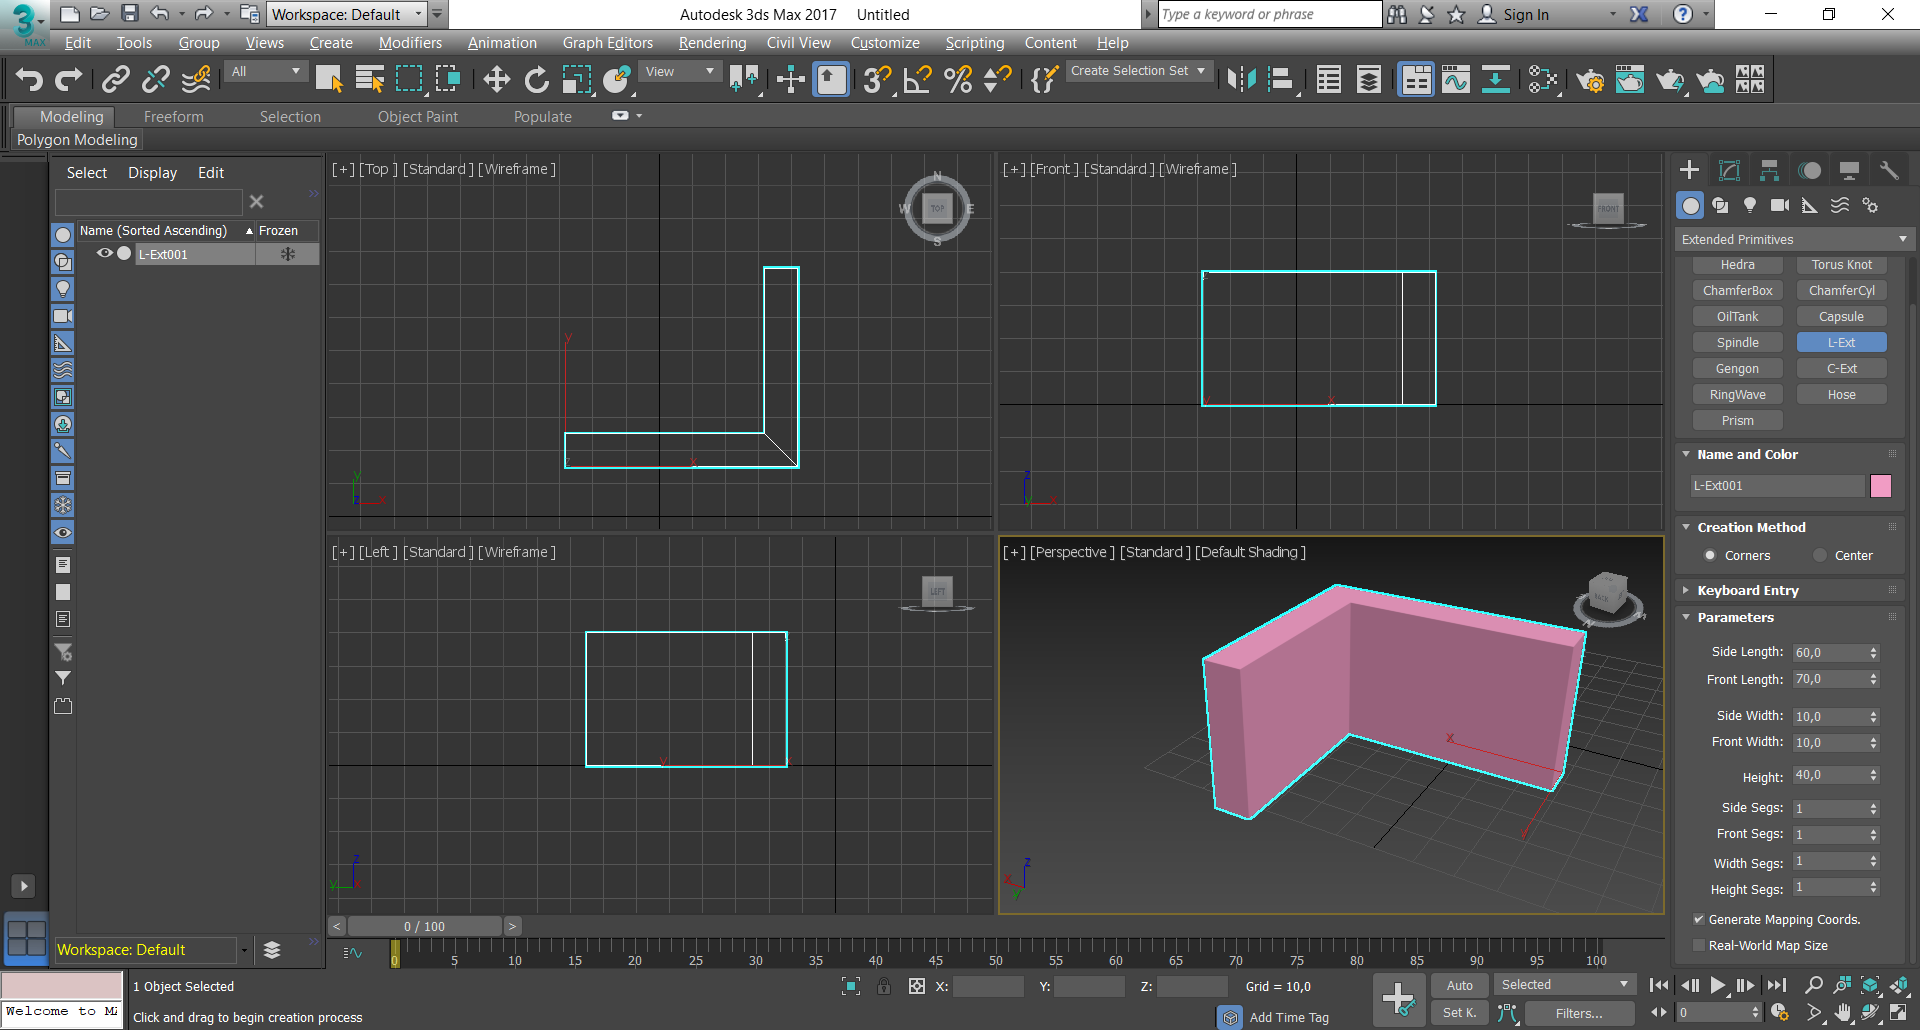 Workspace: Default
Autodesk 3ds Max 2017 Untitled
Type a keyword or phrase
Sign In
MAX
Edit Tools Group Views Create Modifiers Animation Graph Editors Rendering Civil View Customize Scripting Content Help
All
View
Create Selection Set
Modeling Freeform Selection Object Paint Populate
Polygon Modeling
Select Display Edit
Name (Sorted Ascending) Frozen
L-Ext001
[+] [Top ] [Standard ] [Wireframe ]
N
W TOP E
S
y
z x
y
z x
[+] [Front ] [Standard ] [Wireframe ]
FRONT
z
y x
z
y x
[+] [Left ] [Standard ] [Wireframe ]
LEFT
y
z
y x
[+] [Perspective ] [Standard ] [Default Shading ]
BACK
x
z
x
y
Extended Primitives
Hedra Torus Knot
ChamferBox ChamferCyl
OilTank Capsule
Spindle L-Ext
Gengon C-Ext
RingWave Hose
Prism
Name and Color
L-Ext001
Creation Method
Corners Center
Keyboard Entry
Parameters
Side Length: 60,0
Front Length: 70,0
Side Width: 10,0
Front Width: 10,0
Height: 40,0
Side Segs: 1
Front Segs: 1
Width Segs: 1
Height Segs: 1
Generate Mapping Coords.
Real-World Map Size
< 0 / 100 >
Workspace: Default
0 5 10 15 20 25 30 35 40 45 50 55 60 65 70 75 80 85 90 95 100
1 Object Selected
X: Y: Z: Grid = 10,0
Auto Selected
Welcome to MA
Click and drag to begin creation process
Add Time Tag
Set K. Filters...
0